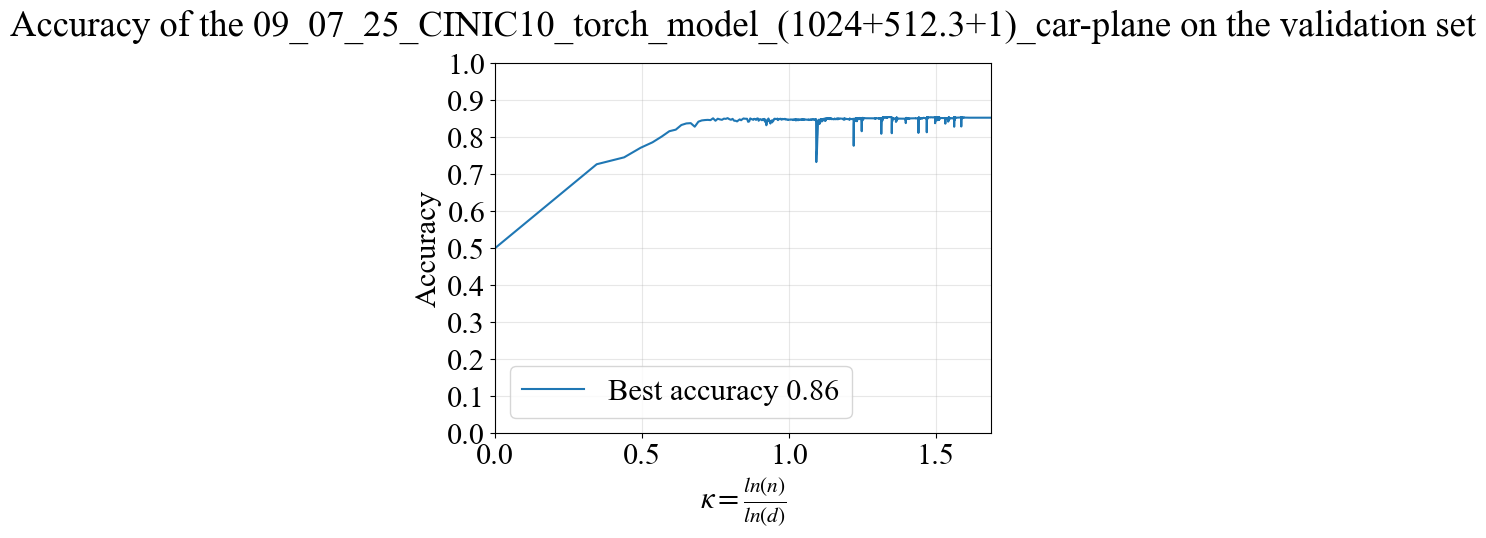 Accuracy of the 09_07_25_CINIC10_torch_model_(1024+512.3+1)_car-plane on the validation set
1.0
0.9
0.8
0.7
0.6
0.5
0.4
0.3
0.2
0.1
0.0
Accuracy
Best accuracy 0.86
0.0 0.5 1.0 1.5
κ = ln(n)/ln(d)